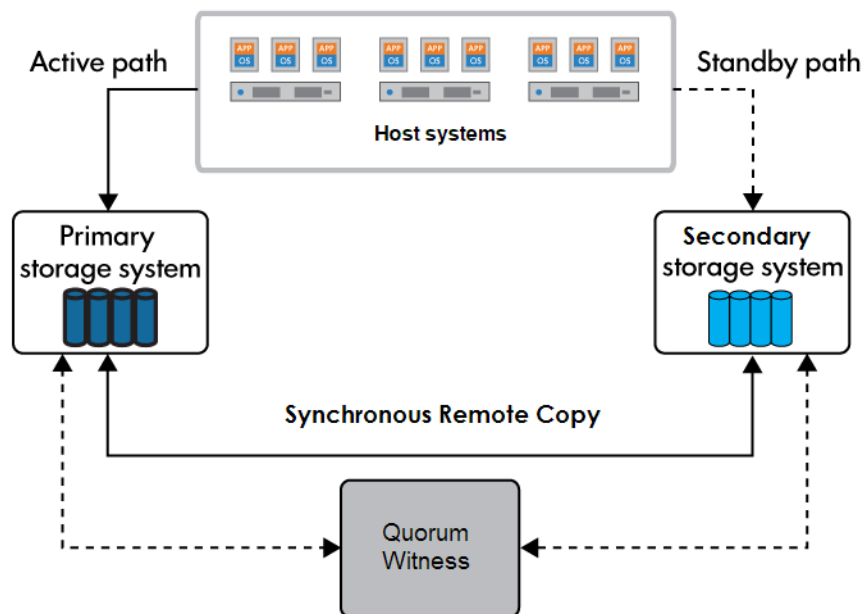 Active path
APP APP APP APP APP APP APP APP APP
OS OS OS OS OS OS OS OS OS
Standby path
Host systems
Primary
storage system
Secondary
storage system
Synchronous Remote Copy
Quorum
Witness